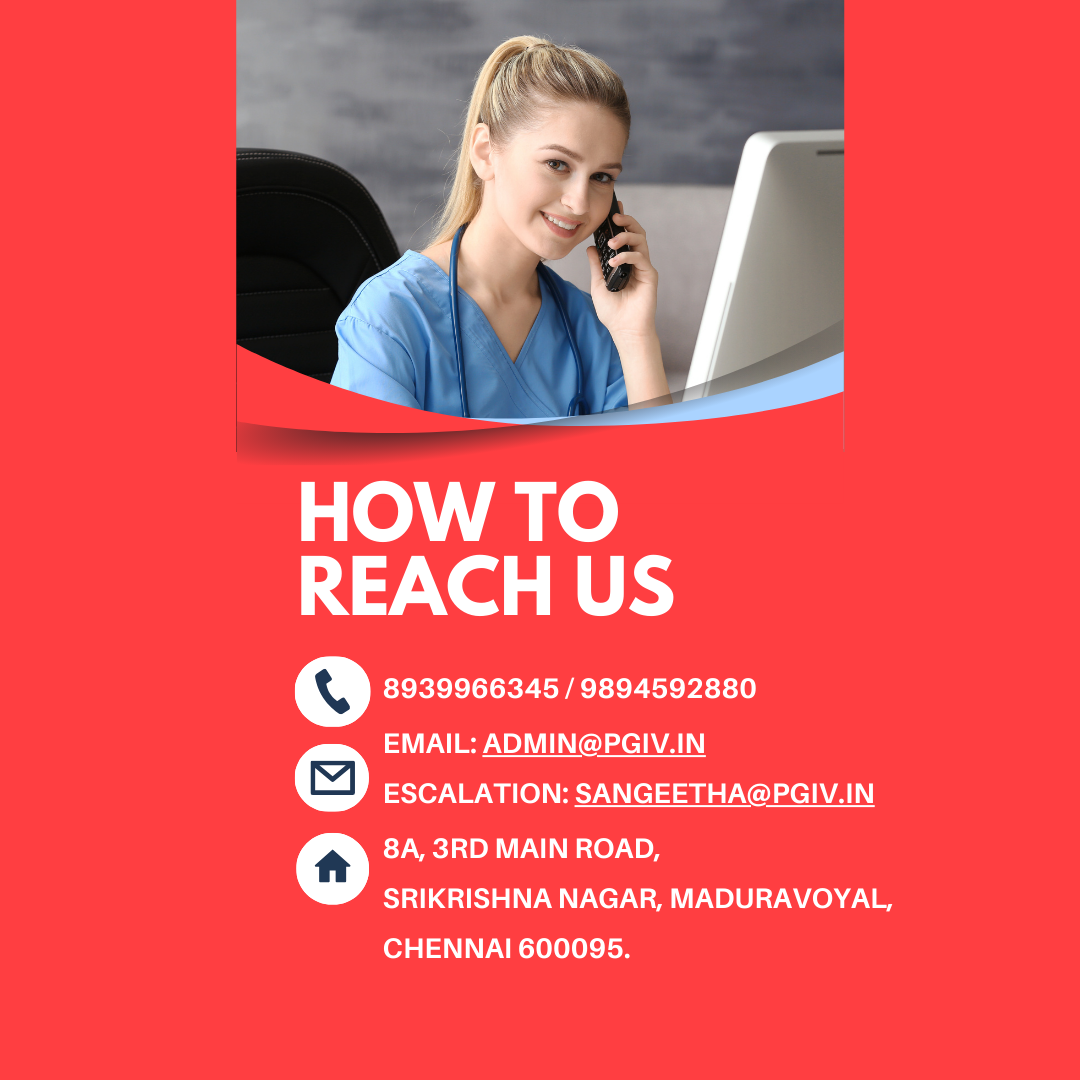 HOW TO
REACH US
8939966345 / 9894592880
EMAIL: ADMIN@PGIV.IN
ESCALATION: SANGEETHA@PGIV.IN
8A, 3RD MAIN ROAD,
SRIKRISHNA NAGAR, MADURAVOYAL,
CHENNAI 600095.